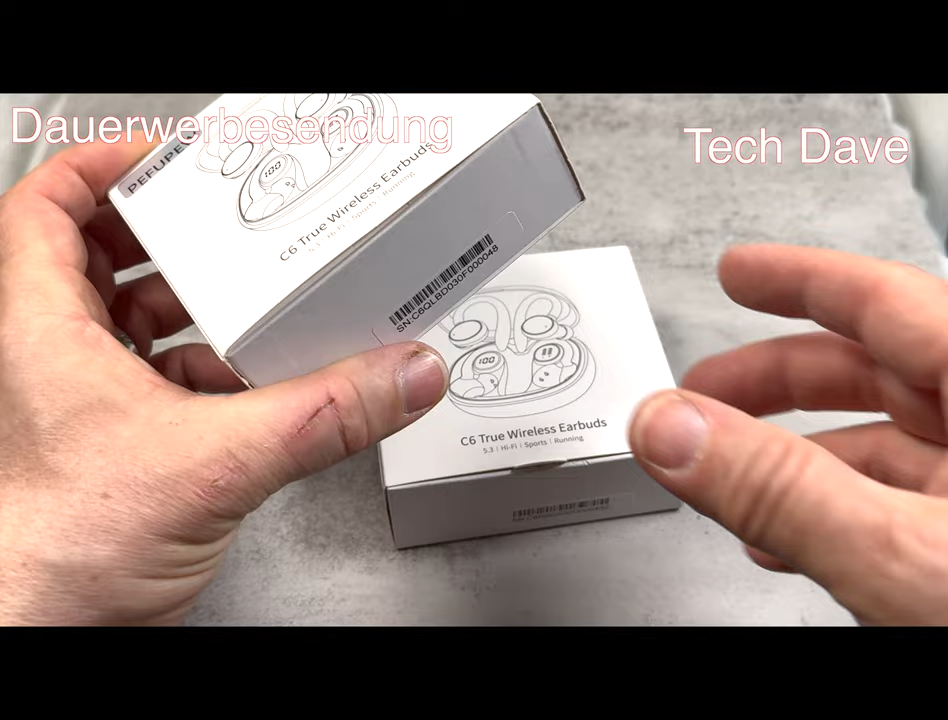 Dauerwerbesendung
Tech Dave
100
C6 True Wireless Earbuds
5.3 | Hi-Fi | Sports | Running
SN:C6QLBD030F000048
100
C6 True Wireless Earbuds
5.3 | Hi-Fi | Sports | Running